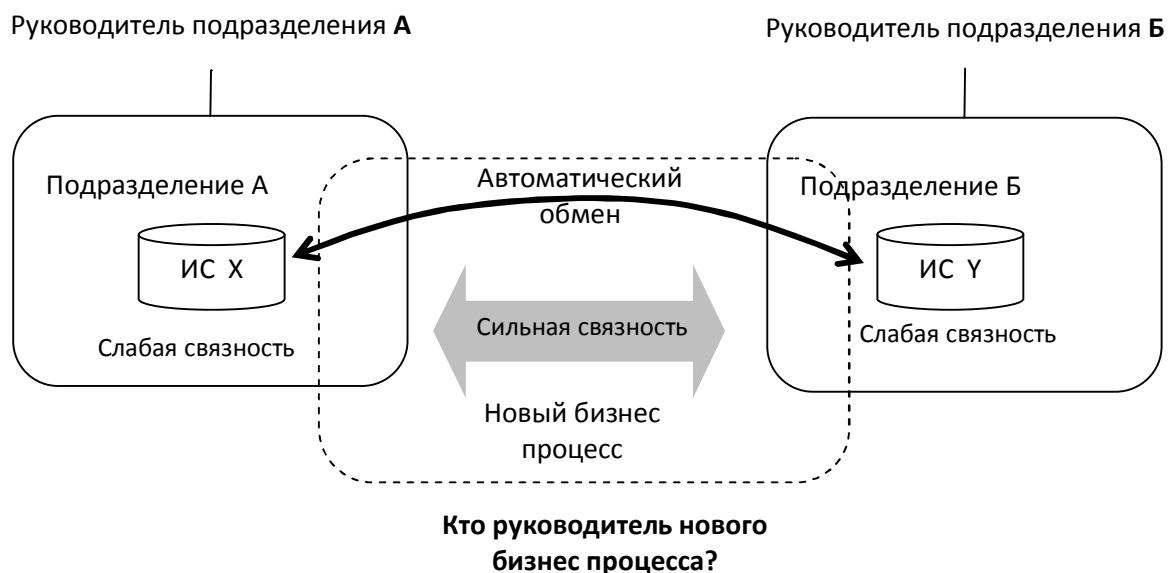 Руководитель подразделения А
Руководитель подразделения Б
Подразделение А
Автоматический
обмен
Подразделение Б
ИС X
ИС Y
Сильная связность
Слабая связность
Слабая связность
Новый бизнес
процесс
Кто руководитель нового
бизнес процесса?